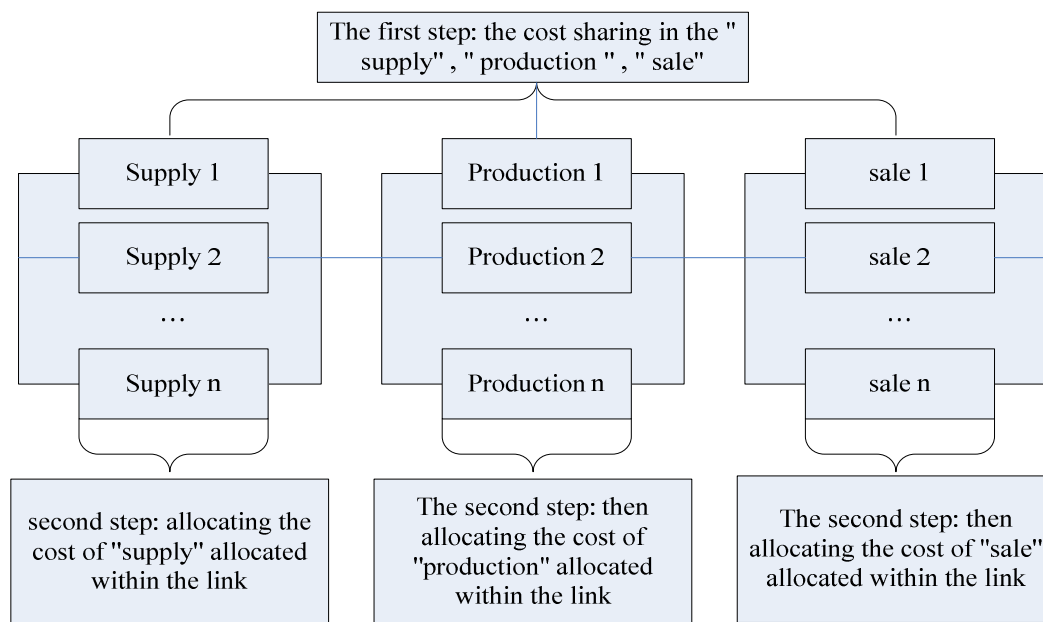 The first step: the cost sharing in the "
supply" , " production " , " sale"
Supply 1
Production 1
sale 1
Supply 2
Production 2
sale 2
...
...
...
Supply n
Production n
sale n
second step: allocating the
cost of "supply" allocated
within the link
The second step: then
allocating the cost of
"production" allocated
within the link
The second step: then
allocating the cost of "sale"
allocated within the link